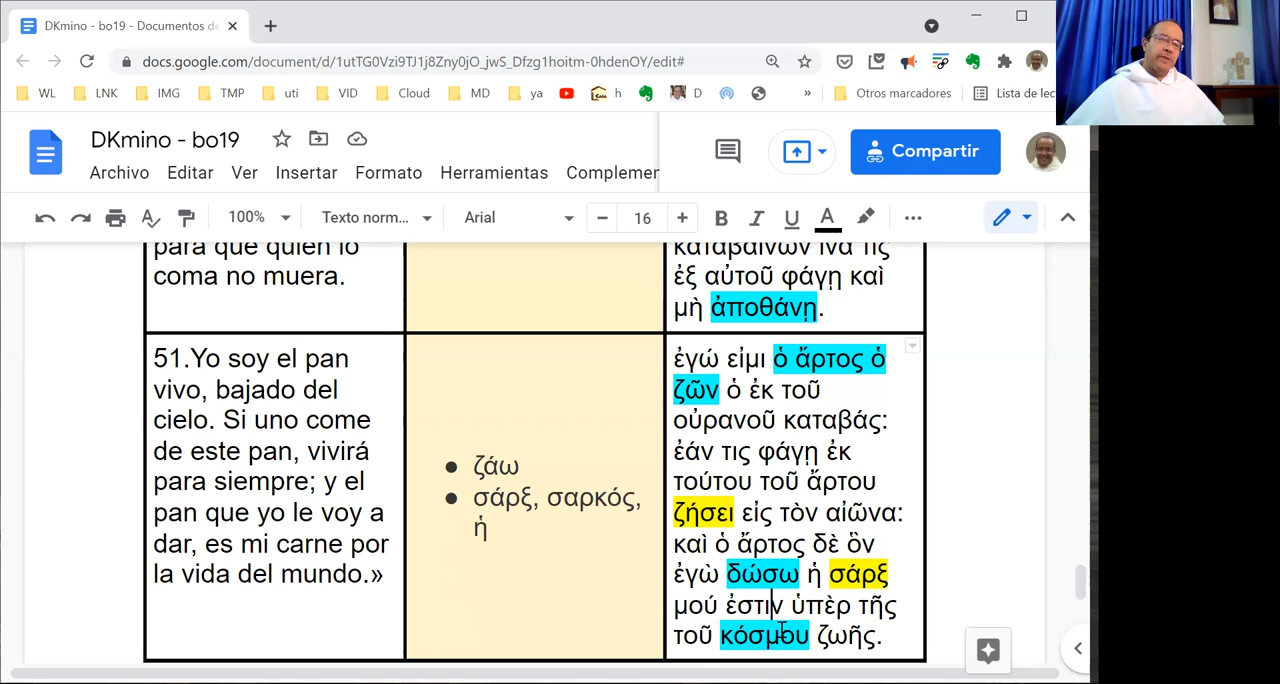 DKmino - bo19 - Documentos de
docs.google.com/document/d/1utTG0Vzi9TJ1j8Zny0jO_jwS_Dfzg1hoitm-0hdenOY/edit#
WL LNK IMG TMP uti VID Cloud MD ya h D » Otros marcadores Lista de lec
DKmino - bo19
Compartir
Archivo Editar Ver Insertar Formato Herramientas Complemen
100% Texto norm... Arial 16 B I U A
para que quien lo
coma no muera.
καταβαίνων ἵνα τις
ἐξ αὐτοῦ φάγῃ καὶ
μὴ ἀποθάνῃ.
51.Yo soy el pan
vivo, bajado del
cielo. Si uno come
de este pan, vivirá
para siempre; y el
pan que yo le voy a
dar, es mi carne por
la vida del mundo.»
● ζάω
● σάρξ, σαρκός,
ἡ
ἐγώ εἰμι ὁ ἄρτος ὁ
ζῶν ὁ ἐκ τοῦ
οὐρανοῦ καταβάς:
ἐάν τις φάγῃ ἐκ
τούτου τοῦ ἄρτου
ζήσει εἰς τὸν αἰῶνα:
καὶ ὁ ἄρτος δὲ ὃν
ἐγὼ δώσω ἡ σάρξ
μού ἐστιν ὑπὲρ τῆς
τοῦ κόσμου ζωῆς.